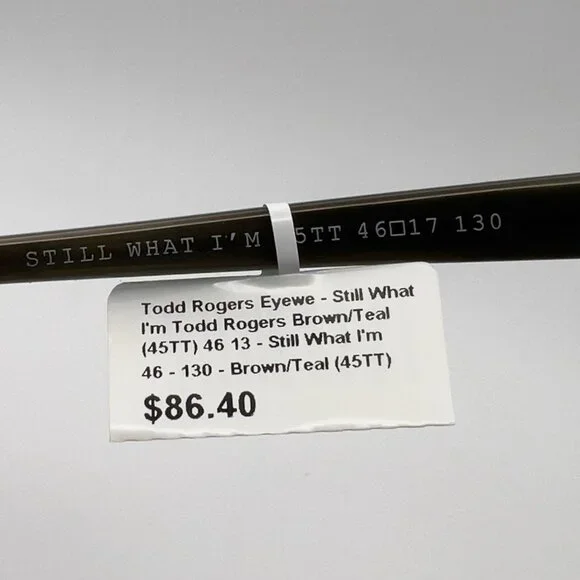 STILL WHAT I'M 5TT 46□17 130
Todd Rogers Eyewe - Still What
I'm Todd Rogers Brown/Teal
(45TT) 46 13 - Still What I'm
46 - 130 - Brown/Teal (45TT)
$86.40